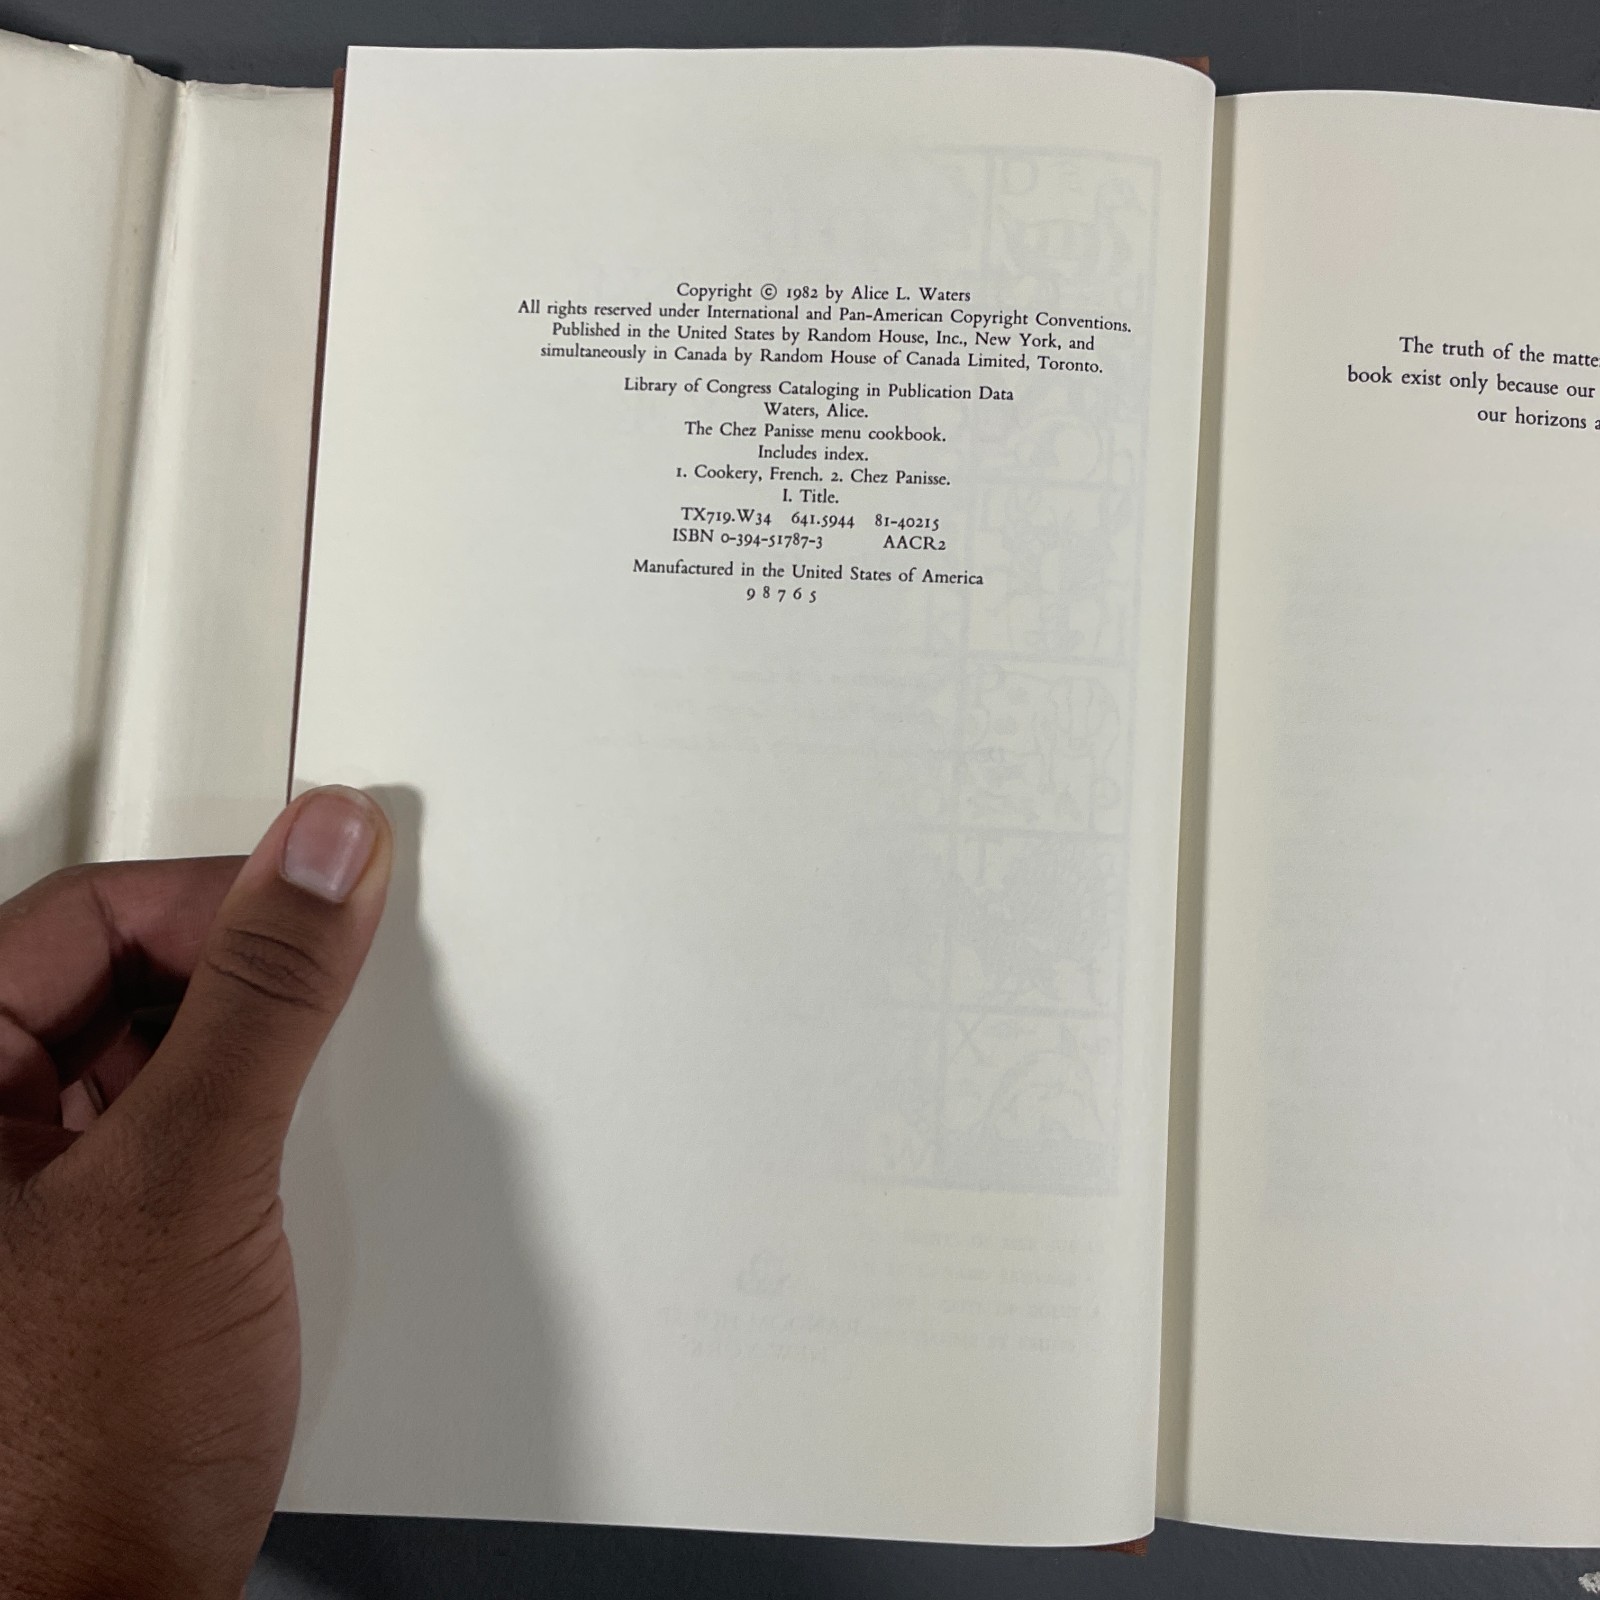 Copyright © 1982 by Alice L. Waters
All rights reserved under International and Pan-American Copyright Conventions.
Published in the United States by Random House, Inc., New York, and
simultaneously in Canada by Random House of Canada Limited, Toronto.
Library of Congress Cataloging in Publication Data
Waters, Alice.
The Chez Panisse menu cookbook.
Includes index.
1. Cookery, French. 2. Chez Panisse.
I. Title.
TX719.W34 641.5944 81-40215
ISBN 0-394-51787-3 AACR2
Manufactured in the United States of America
9 8 7 6 5
The truth of the matte
book exist only because our
our horizons a